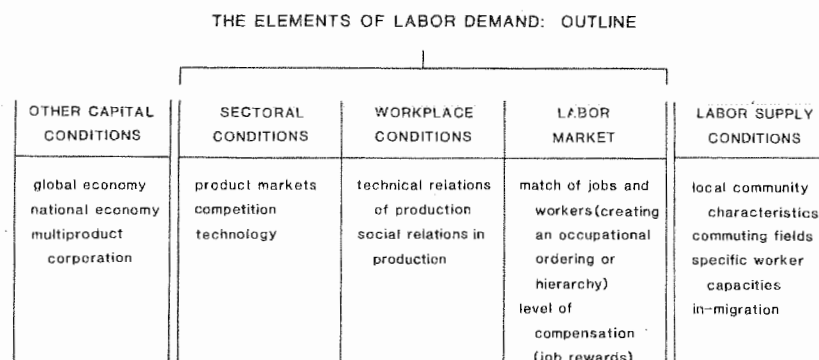 THE ELEMENTS OF LABOR DEMAND: OUTLINE
OTHER CAPITAL
CONDITIONS
global economy
national economy
multiproduct
corporation
SECTORAL
CONDITIONS
product markets
competition
technology
WORKPLACE
CONDITIONS
technical relations
of production
social relations in
production
LABOR
MARKET
match of jobs and
workers (creating
an occupational
ordering or
hierarchy)
level of
compensation
(job rewards)
LABOR SUPPLY
CONDITIONS
local community
characteristics
commuting fields
specific worker
capacities
in-migration